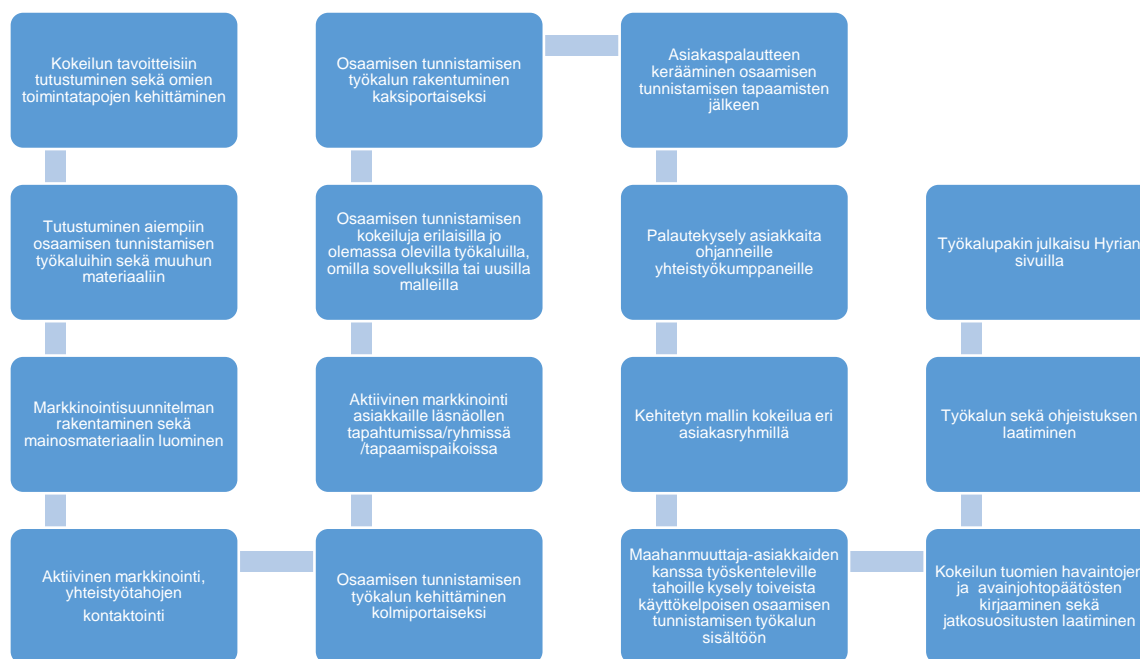 Kokeilun tavoitteisiin
tutustuminen sekä omien
toimintatapojen kehittäminen
Tutustuminen aiempiin
osaamisen tunnistamisen
työkaluihin sekä muuhun
materiaaliin
Markkinointisuunnitelman
rakentaminen sekä
mainosmateriaalin luominen
Aktiivinen markkinointi,
yhteistyötahojen
kontaktointi
Osaamisen tunnistamisen
työkalun kehittäminen
kolmiportaiseksi
Aktiivinen markkinointi
asiakkaille läsnäollen
tapahtumissa/ryhmissä
/tapaamispaikoissa
Osaamisen tunnistamisen
kokeiluja erilaisilla jo
olemassa olevilla työkaluilla,
omilla sovelluksilla tai uusilla
malleilla
Osaamisen tunnistamisen
työkalun rakentuminen
kaksiportaiseksi
Asiakaspalautteen
kerääminen osaamisen
tunnistamisen tapaamisten
jälkeen
Palautekysely asiakkaita
ohjanneille
yhteistyökumppaneille
Kehitetyn mallin kokeilua eri
asiakasryhmillä
Maahanmuuttaja-asiakkaiden
kanssa työskenteleville
tahoille kysely toiveista
käyttökelpoisen osaamisen
tunnistamisen työkalun
sisältöön
Kokeilun tuomien havaintojen
ja avainjohtopäätösten
kirjaaminen sekä
jatkosuositusten laatiminen
Työkalun sekä ohjeistuksen
laatiminen
Työkalupakin julkaisu Hyrian
sivuilla